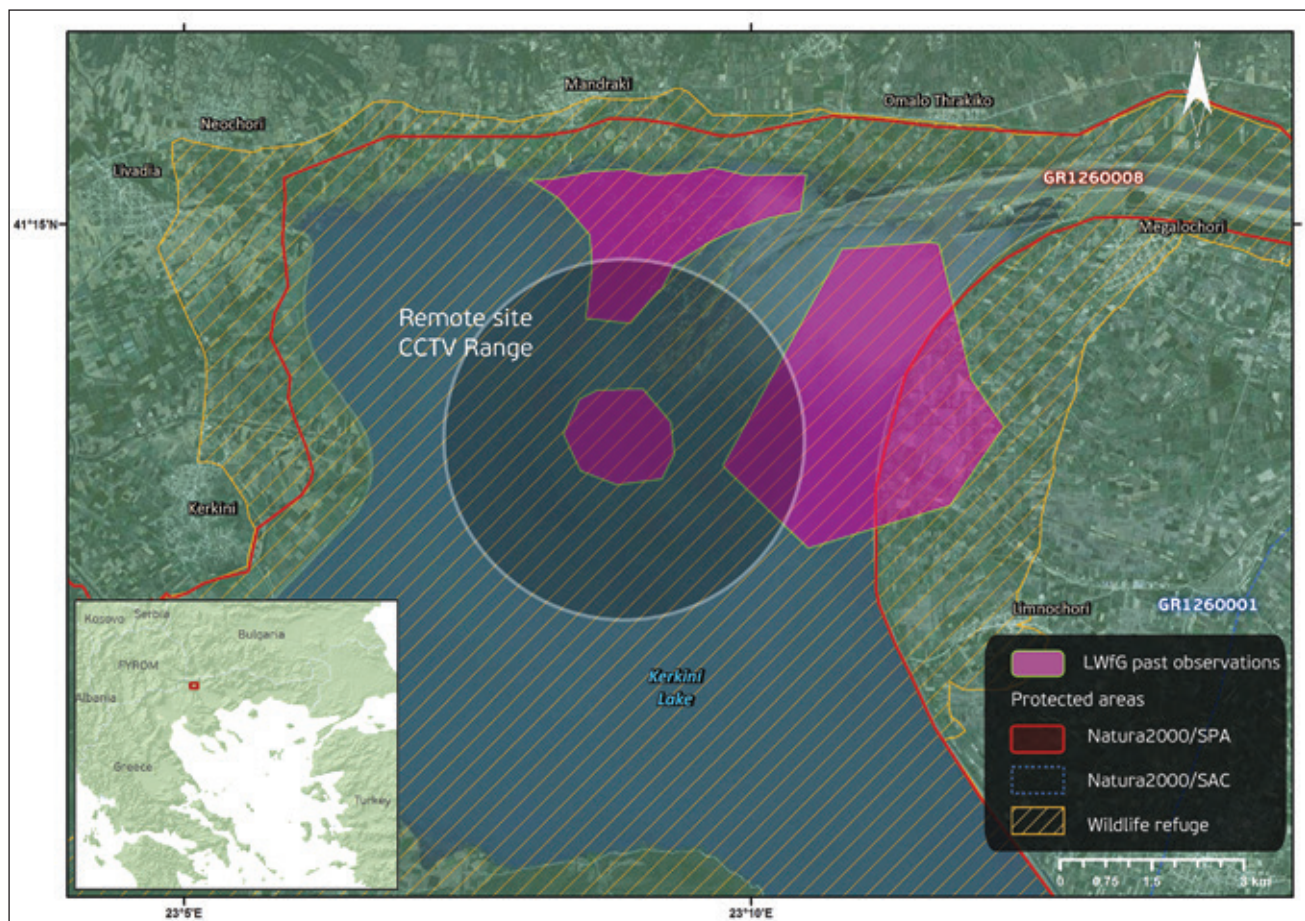 Mandraki
Omalo Thrakiko
N
Neochori
Livadia
GR1260008
S
41°15'N
Megalochori
Remote site
CCTV Range
Kerkini
Limnochori
GR1260001
Kosovo
Serbia
Bulgaria
FYROM
Albania
Greece
Turkey
Kerkini
Lake
LWfG past observations
Protected areas
Natura2000/SPA
Natura2000/SAC
Wildlife refuge
0 0.75 1.5 3 km
23°5'E
23°10'E